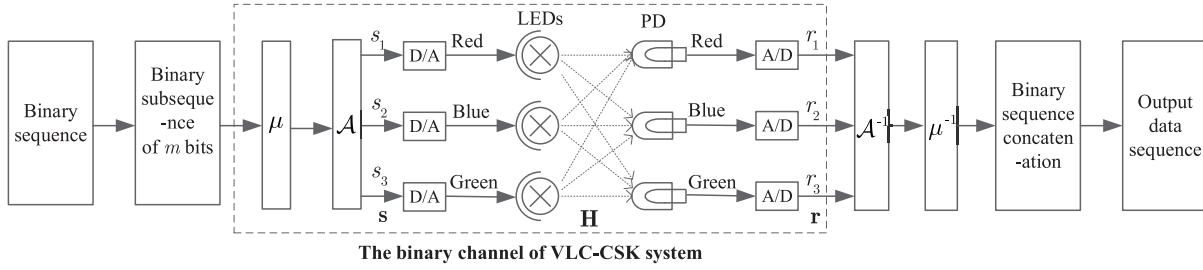 LEDs
PD
Binary
sequence
Binary
subseque
-nce
of m bits
μ
𝒜
s1
D/A
Red
Red
A/D
r1
s2
D/A
Blue
Blue
A/D
r2
s3
D/A
Green
Green
A/D
r3
s
H
r
𝒜-1
μ-1
Binary
sequence
concaten
-ation
Output
data
sequence
The binary channel of VLC-CSK system